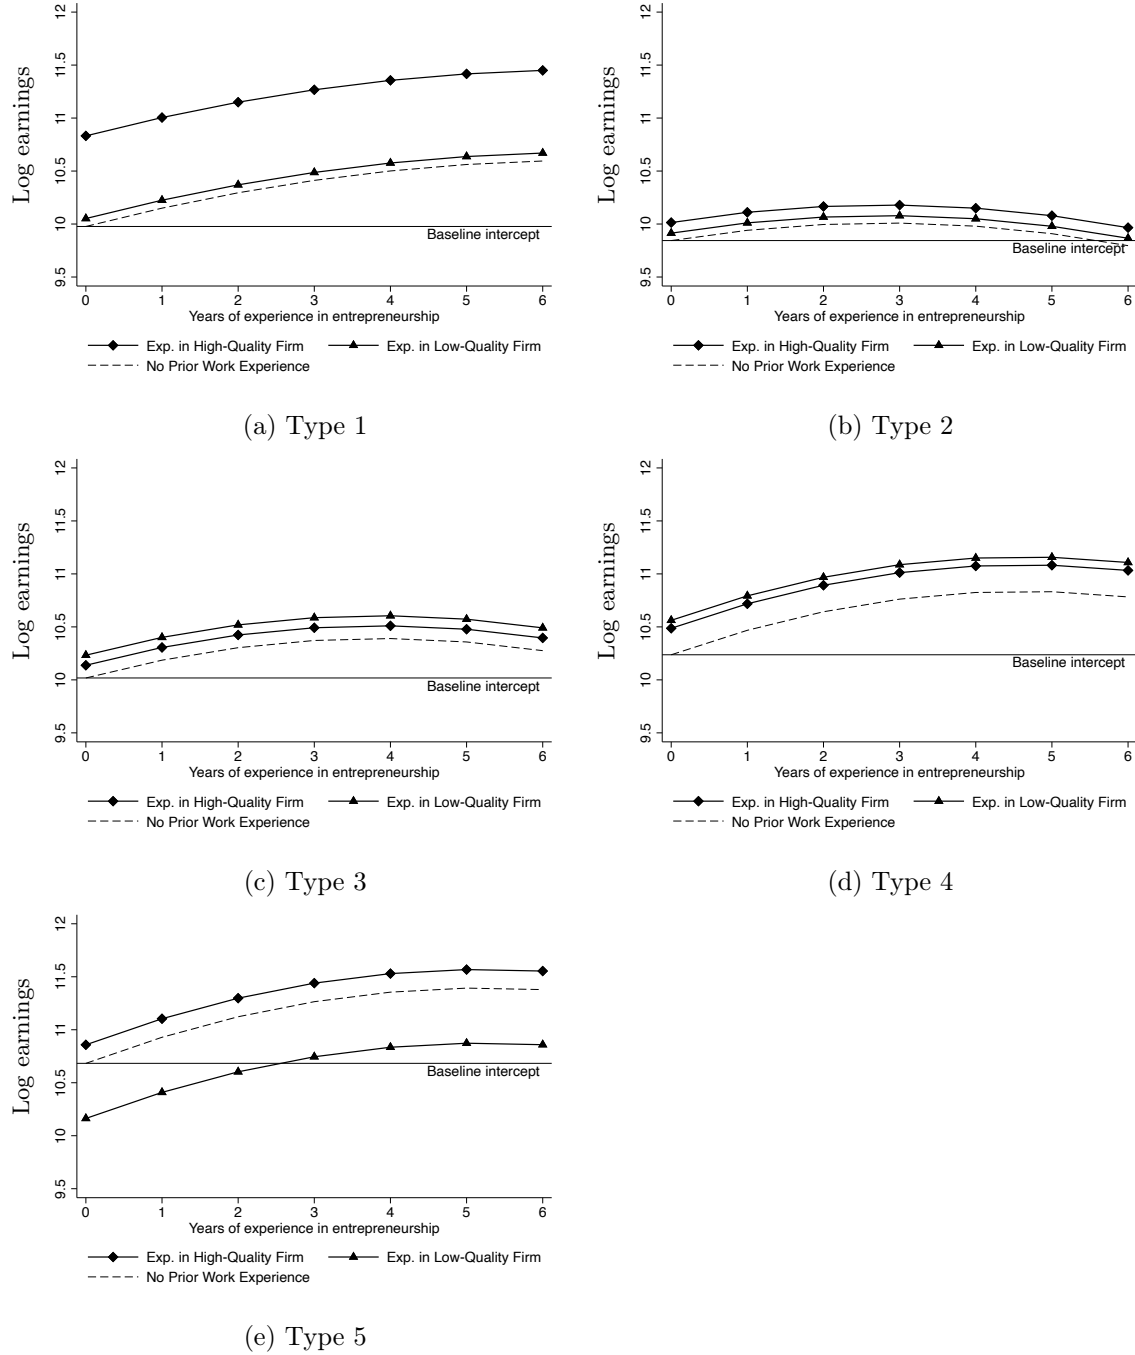 Log earnings
12
11.5
11
10.5
10
9.5
Baseline intercept
0 1 2 3 4 5 6
Years of experience in entrepreneurship
Exp. in High-Quality Firm Exp. in Low-Quality Firm
No Prior Work Experience
(a) Type 1
Log earnings
12
11.5
11
10.5
10
9.5
Baseline intercept
0 1 2 3 4 5 6
Years of experience in entrepreneurship
Exp. in High-Quality Firm Exp. in Low-Quality Firm
No Prior Work Experience
(b) Type 2
Log earnings
12
11.5
11
10.5
10
9.5
Baseline intercept
0 1 2 3 4 5 6
Years of experience in entrepreneurship
Exp. in High-Quality Firm Exp. in Low-Quality Firm
No Prior Work Experience
(c) Type 3
Log earnings
12
11.5
11
10.5
10
9.5
Baseline intercept
0 1 2 3 4 5 6
Years of experience in entrepreneurship
Exp. in High-Quality Firm Exp. in Low-Quality Firm
No Prior Work Experience
(d) Type 4
Log earnings
12
11.5
11
10.5
10
9.5
Baseline intercept
0 1 2 3 4 5 6
Years of experience in entrepreneurship
Exp. in High-Quality Firm Exp. in Low-Quality Firm
No Prior Work Experience
(e) Type 5